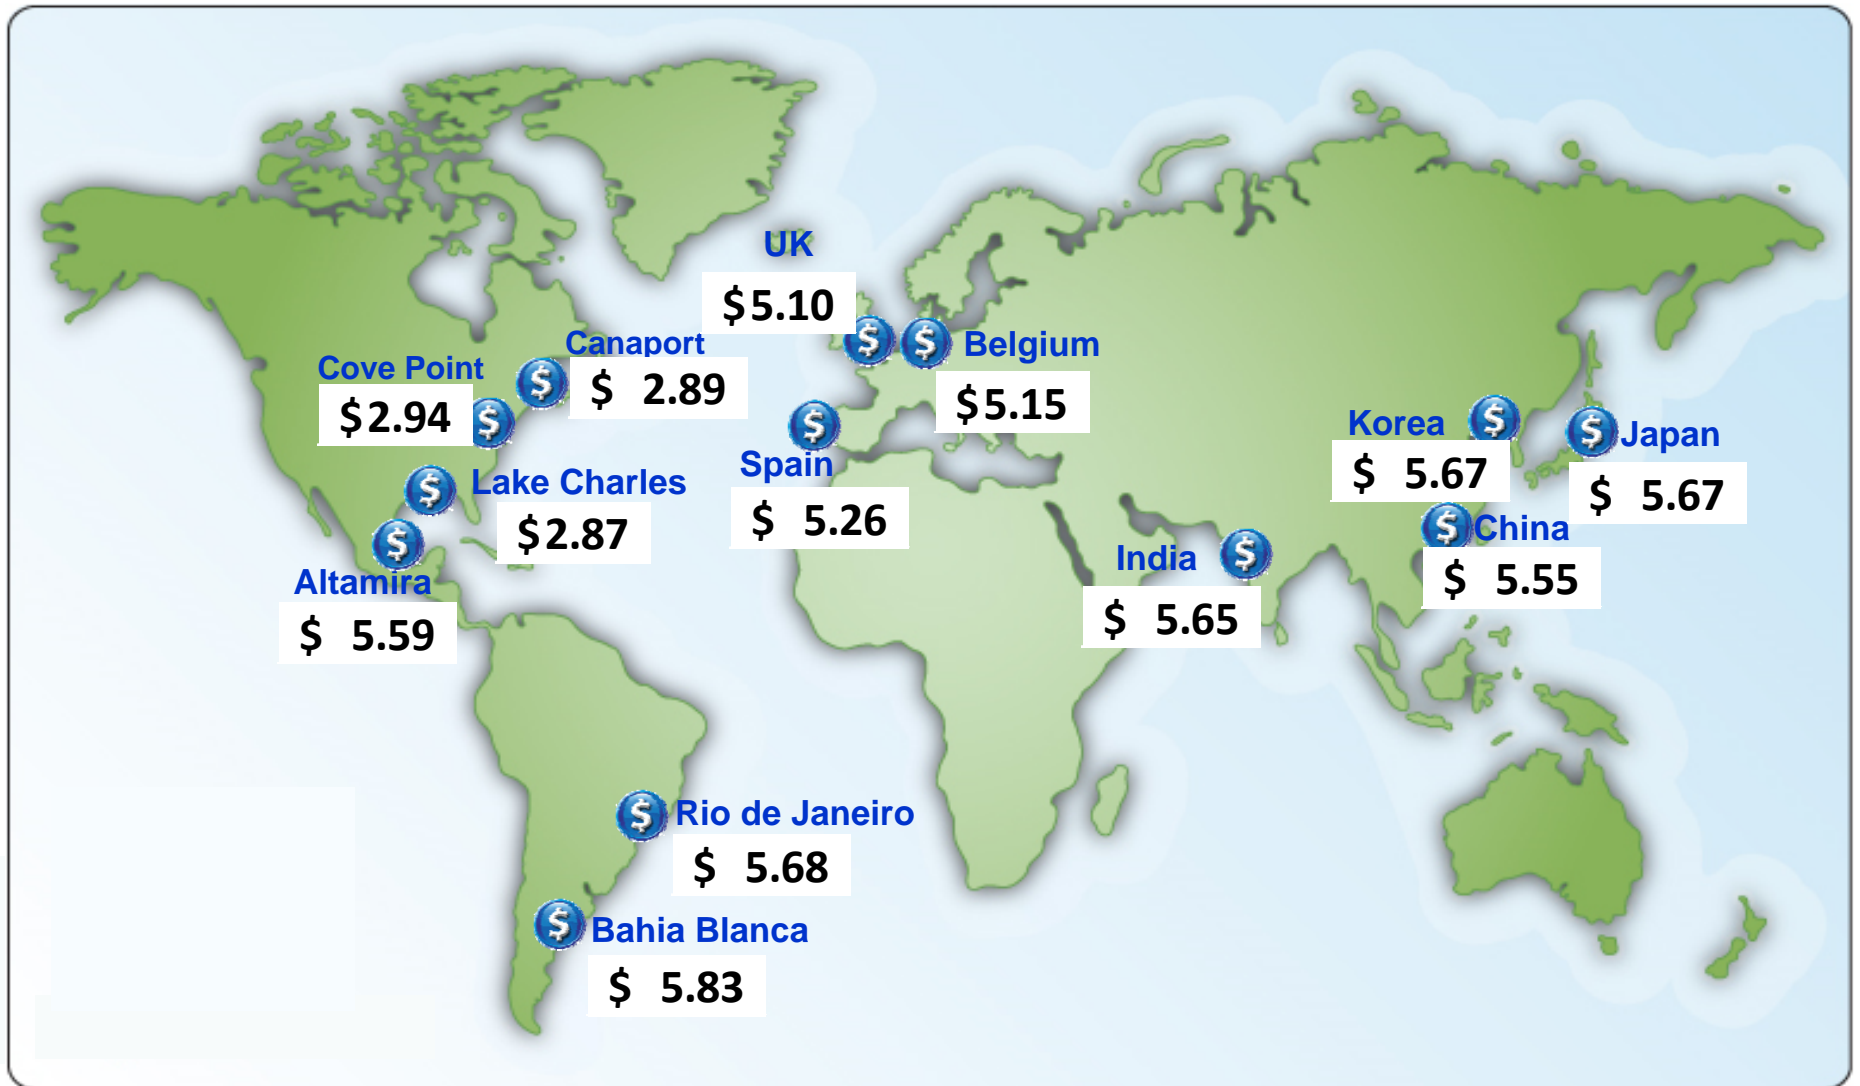 UK
$5.10
Canaport
$ 2.89
Cove Point
$2.94
Belgium
$5.15
Lake Charles
$2.87
Spain
$ 5.26
Altamira
$ 5.59
Korea
$ 5.67
Japan
$ 5.67
China
$ 5.55
India
$ 5.65
Rio de Janeiro
$ 5.68
Bahia Blanca
$ 5.83